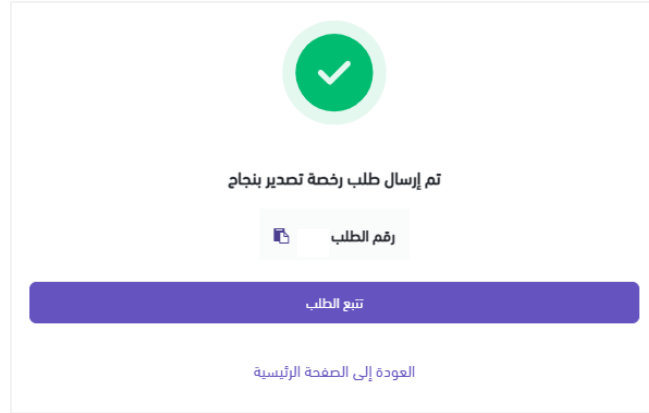 تم إرسال طلب رخصة تصدير بنجاح
رقم الطلب
تتبع الطلب
العودة إلى الصفحة الرئيسية